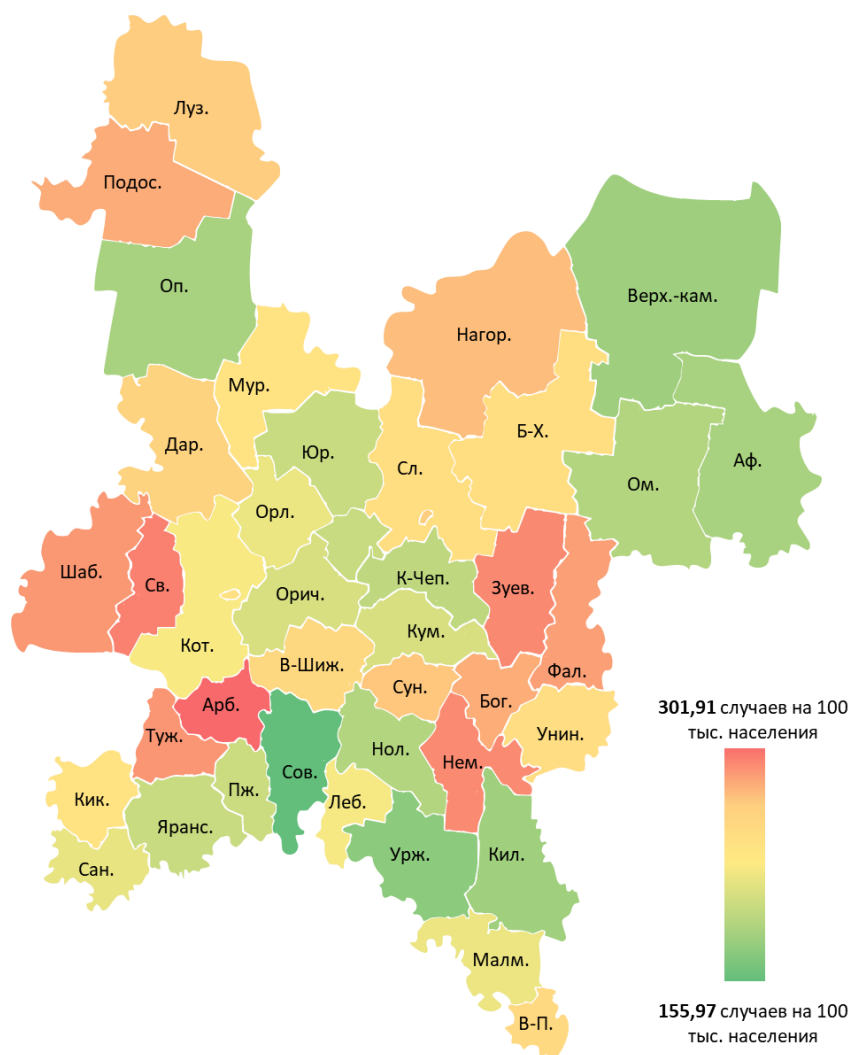 Луз.
Подос.
Оп.
Верх.-кам.
Нагор.
Мур.
Б-Х.
Дар.
Юр.
Сл.
Аф.
Ом.
Орл.
Шаб.
Св.
К-Чеп.
Зуев.
Орич.
Кум.
Кот.
В-Шиж.
Фал.
Сун.
Бог.
Арб.
301,91 случаев на 100
тыс. населения
Туж.
Унин.
Нол.
Нем.
Сов.
Пж.
Кик.
Леб.
Яранс.
Урж.
Кил.
Сан.
Малм.
155,97 случаев на 100
тыс. населения
В-П.